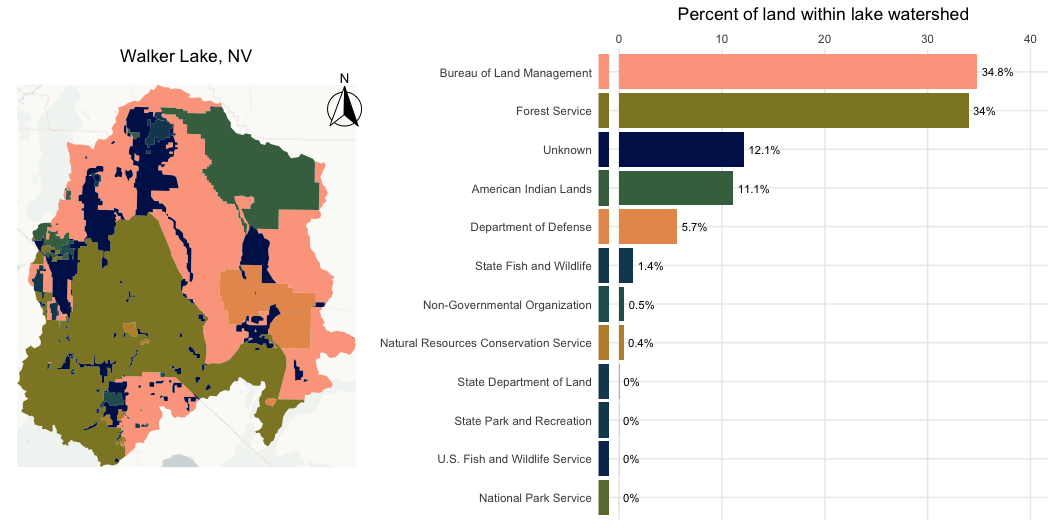 Percent of land within lake watershed
Walker Lake, NV
N
0 10 20 30 40
Bureau of Land Management 34.8%
Forest Service 34%
Unknown 12.1%
American Indian Lands 11.1%
Department of Defense 5.7%
State Fish and Wildlife 1.4%
Non-Governmental Organization 0.5%
Natural Resources Conservation Service 0.4%
State Department of Land 0%
State Park and Recreation 0%
U.S. Fish and Wildlife Service 0%
National Park Service 0%